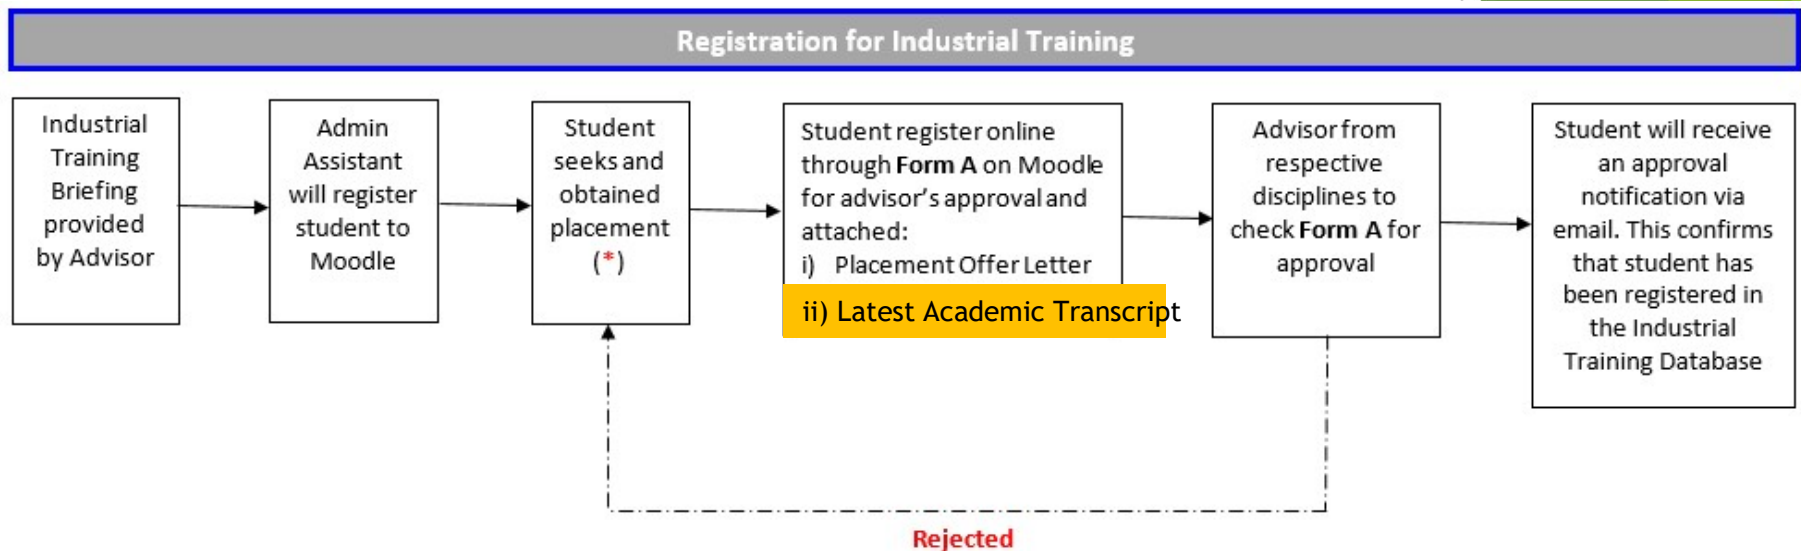 Registration for Industrial Training
Industrial
Training
Briefing
provided
by Advisor
Admin
Assistant
will register
student to
Moodle
Student
seeks and
obtained
placement
(*)
Student register online
through Form A on Moodle
for advisor's approval and
attached:
i) Placement Offer Letter
ii) Latest Academic Transcript
Advisor from
respective
disciplines to
check Form A for
approval
Student will receive
an approval
notification via
email. This confirms
that student has
been registered in
the Industrial
Training Database
Rejected